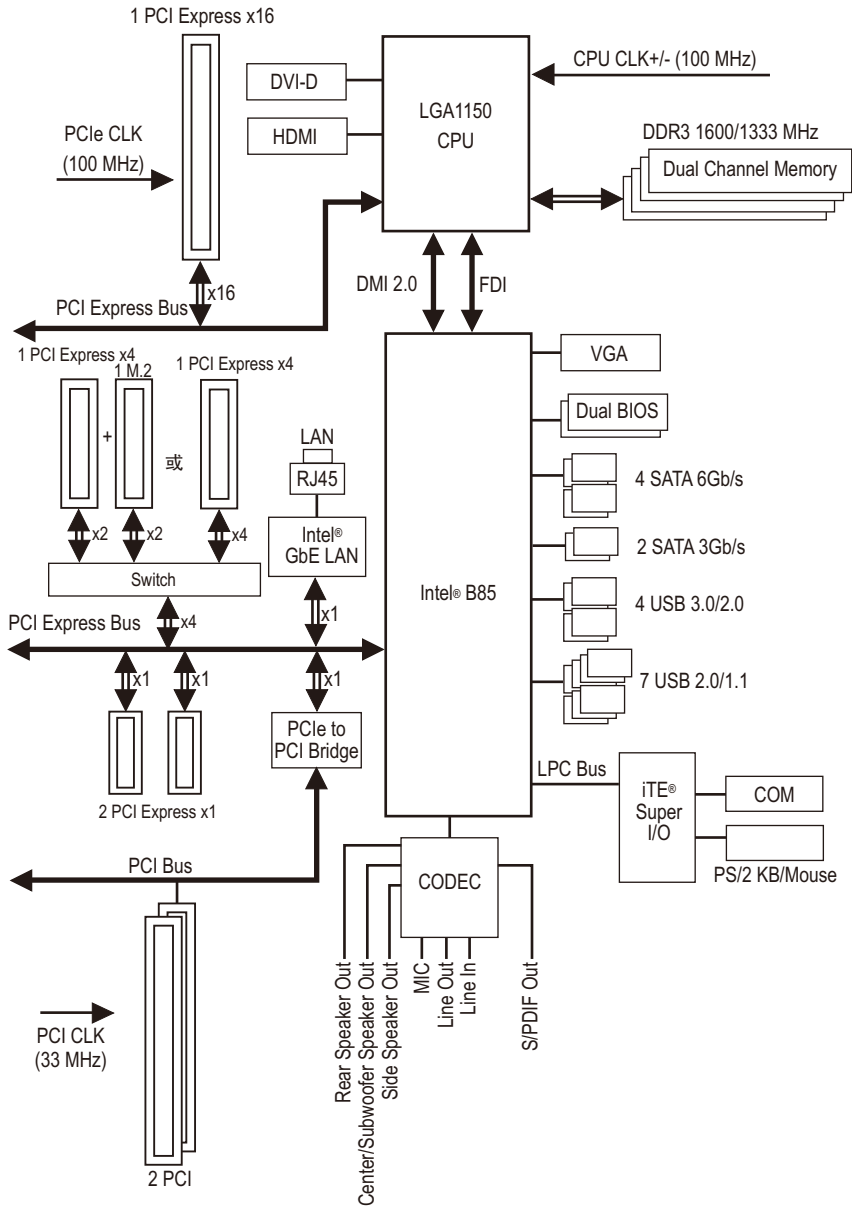 1 PCI Express x16
PCIe CLK
(100 MHz)
DVI-D
HDMI
LGA1150
CPU
CPU CLK+/- (100 MHz)
DDR3 1600/1333 MHz
Dual Channel Memory
x16
PCI Express Bus
DMI 2.0
FDI
1 PCI Express x4
1 M.2
1 PCI Express x4
+
或
x2
x2
x4
Switch
x4
LAN
RJ45
Intel®
GbE LAN
x1
PCI Express Bus
x1
x1
x1
2 PCI Express x1
PCIe to
PCI Bridge
Intel® B85
VGA
Dual BIOS
4 SATA 6Gb/s
2 SATA 3Gb/s
4 USB 3.0/2.0
7 USB 2.0/1.1
LPC Bus
iTE®
Super
I/O
COM
PS/2 KB/Mouse
PCI Bus
CODEC
Rear Speaker Out
Center/Subwoofer Speaker Out
Side Speaker Out
MIC
Line Out
Line In
S/PDIF Out
PCI CLK
(33 MHz)
2 PCI